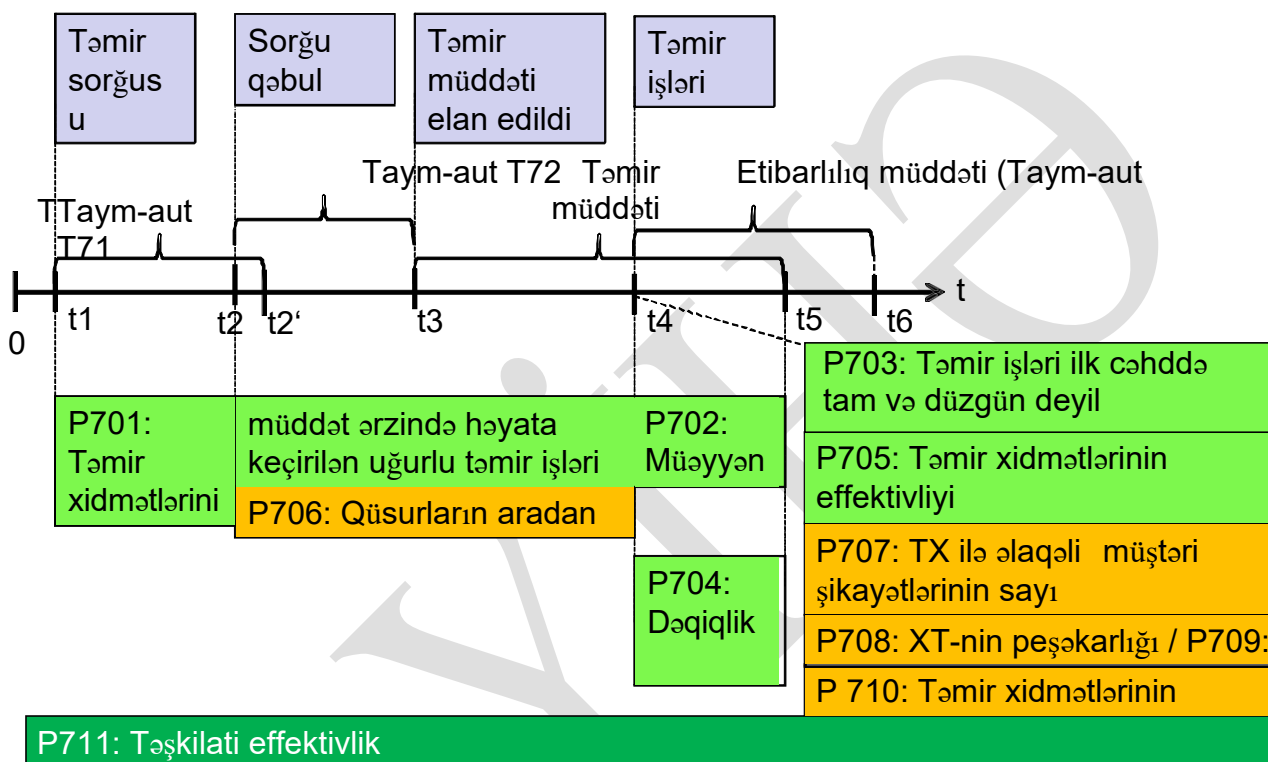 Təmir
sorğus
u
Sorğu
qəbul
Təmir
müddəti
elan edildi
Təmir
işləri
TTaym-aut
T71
Taym-aut T72
Təmir
müddəti
Etibarlılıq müddəti (Taym-aut
0
t1
t2
t2‘
t3
t4
t5
t6
t
P701:
Təmir
xidmətlərini
müddət ərzində həyata
keçirilən uğurlu təmir işləri
P702:
Müəyyən
P706: Qüsurların aradan
P704:
Dəqiqlik
P703: Təmir işləri ilk cəhddə
tam və düzgün deyil
P705: Təmir xidmətlərinin
effektivliyi
P707: TX ilə əlaqəli müştəri
şikayətlərinin sayı
P708: XT-nin peşəkarlığı / P709:
P 710: Təmir xidmətlərinin
P711: Təşkilati effektivlik